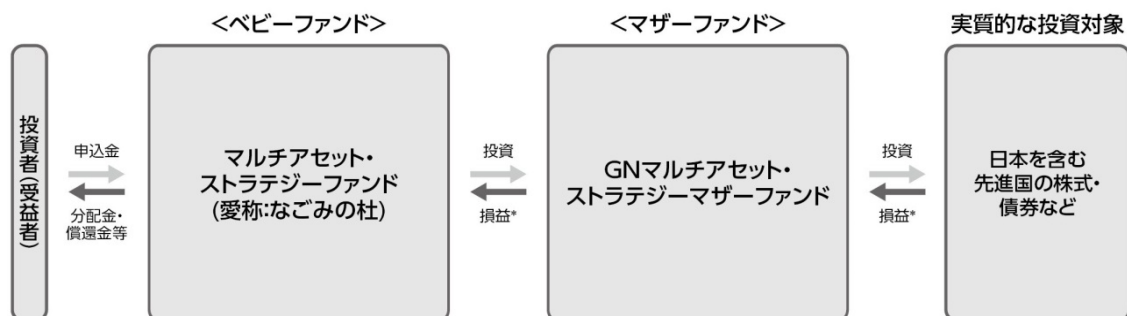 <ベビーファンド>
<マザーファンド>
実質的な投資対象
投資者(受益者)
申込金
分配金・
償還金等
マルチアセット・
ストラテジーファンド
(愛称:なごみの杜)
投資
損益*
GNマルチアセット・
ストラテジーマザーファンド
投資
損益*
日本を含む
先進国の株式・
債券など